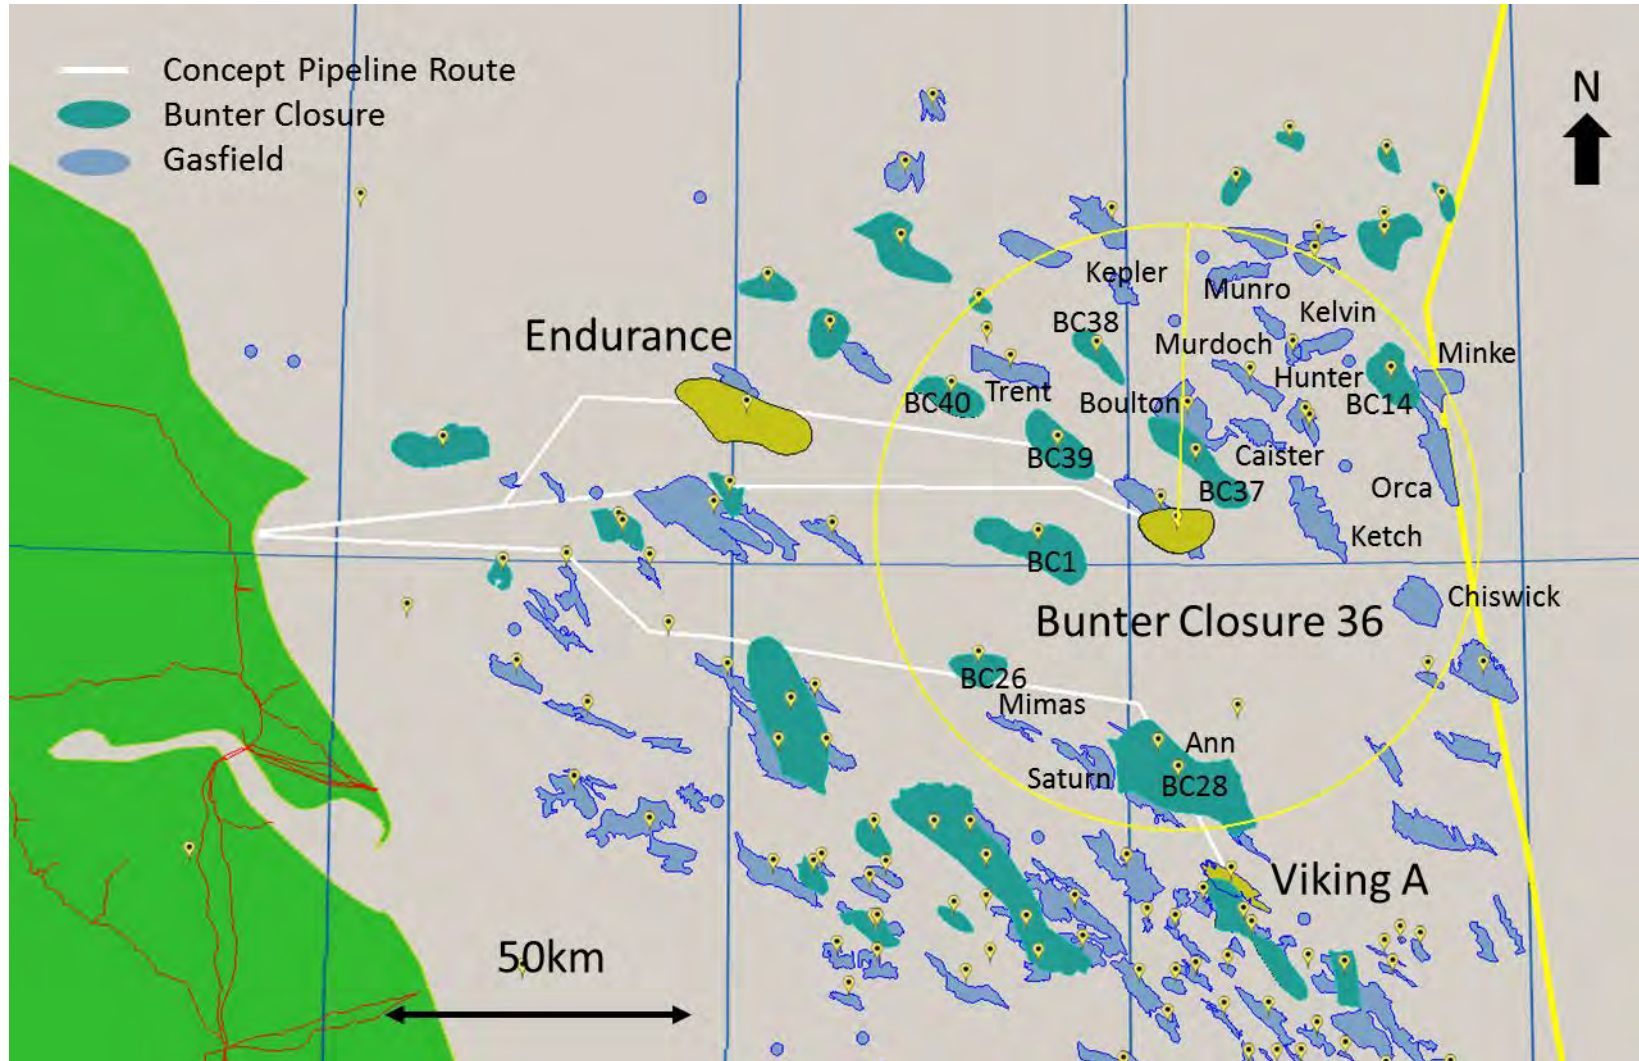 Concept Pipeline Route
Bunter Closure
Gasfield
N
Kepler
Munro
BC38
Kelvin
Endurance
Murdoch
Minke
Hunter
Trent
BC40
Boulton
BC14
BC39
Caister
BC37
Orca
Ketch
BC1
Chiswick
Bunter Closure 36
BC26
Mimas
Ann
Saturn
BC28
Viking A
50km